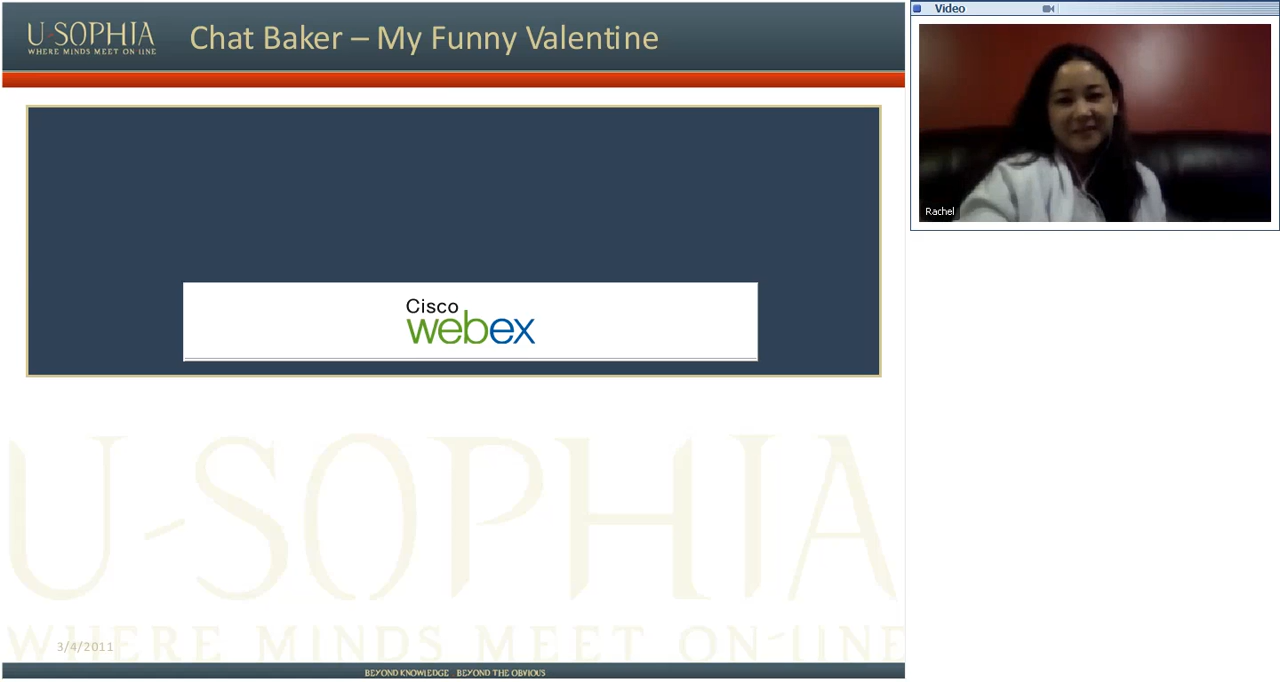 U-SOPHIA
WHERE MINDS MEET ON-LINE
Chat Baker – My Funny Valentine
Video
Rachel
Cisco
webex
U-SOPHIA
WHERE MINDS MEET ON-LINE
3/4/2011
BEYOND KNOWLEDGE BEYOND THE OBVIOUS